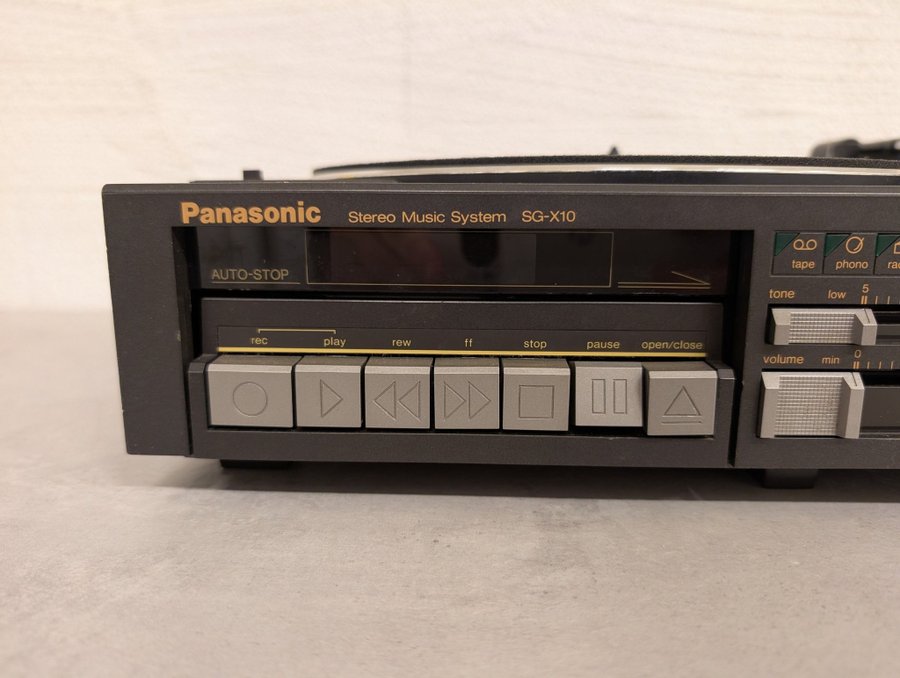 Panasonic Stereo Music System SG-X10
AUTO-STOP
rec play rew ff stop pause open/close
tape phono
tone low 5
volume min 0